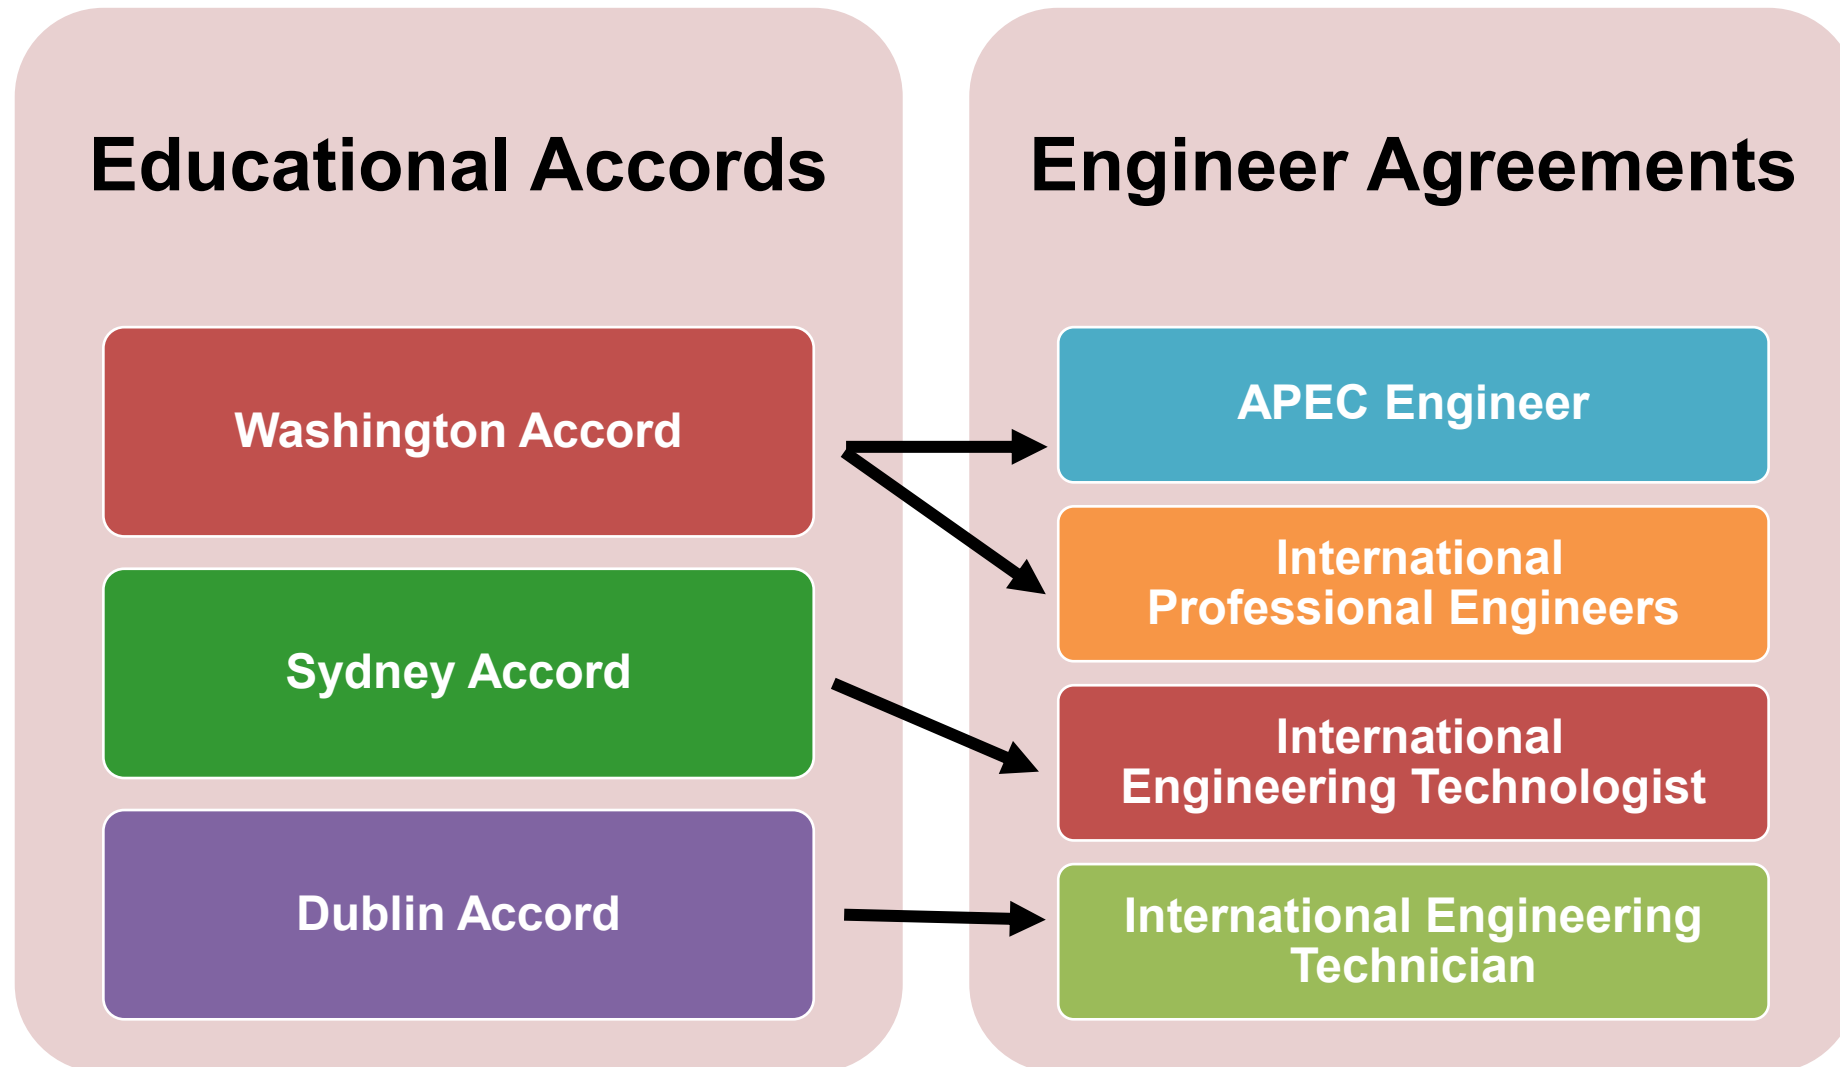 Educational Accords
Washington Accord
Sydney Accord
Dublin Accord
Engineer Agreements
APEC Engineer
International
Professional Engineers
International
Engineering Technologist
International Engineering
Technician